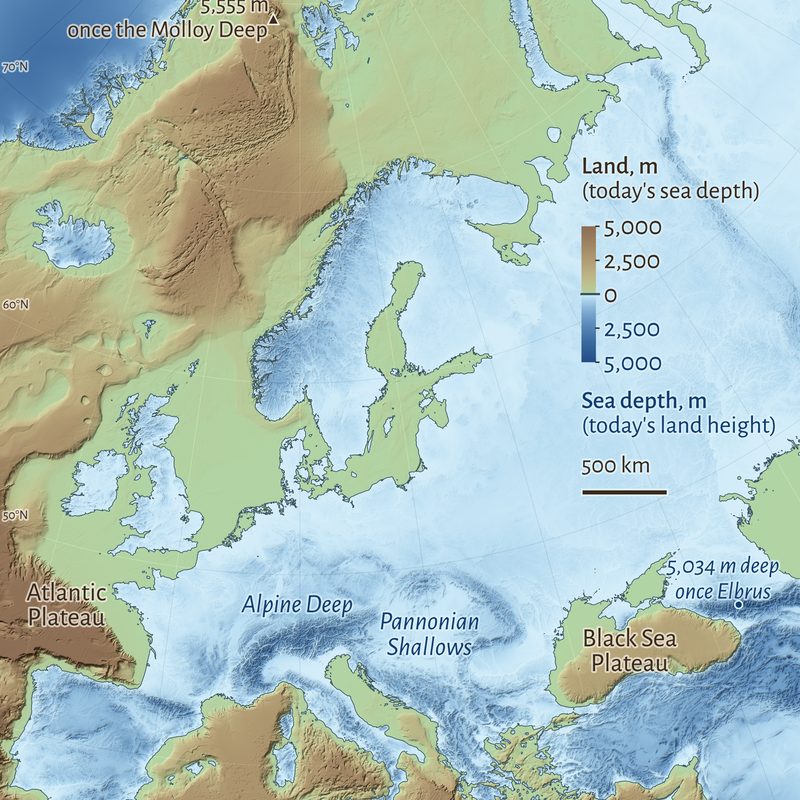 5,555 m
once the Molloy Deep
70°N
Land, m
(today's sea depth)
5,000
2,500
0
2,500
5,000
60°N
Sea depth, m
(today's land height)
500 km
50°N
5,034 m deep
once Elbrus
Atlantic
Plateau
Alpine Deep
Pannonian
Shallows
Black Sea
Plateau